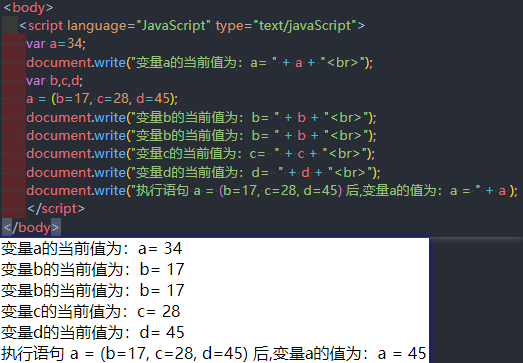 <body>
<script language="JavaScript" type="text/javaScript">
var a=34;
document.write("变量a的当前值为：a= " + a + "<br>");
var b,c,d;
a = (b=17, c=28, d=45);
document.write("变量b的当前值为：b= " + b + "<br>");
document.write("变量b的当前值为：b= " + b + "<br>");
document.write("变量c的当前值为：c= " + c + "<br>");
document.write("变量d的当前值为：d= " + d + "<br>");
document.write("执行语句 a = (b=17, c=28, d=45) 后,变量a的值为：a = " + a );
</script>
</body>
变量a的当前值为：a= 34
变量b的当前值为：b= 17
变量b的当前值为：b= 17
变量c的当前值为：c= 28
变量d的当前值为：d= 45
执行语句 a = (b=17, c=28, d=45) 后,变量a的值为：a = 45